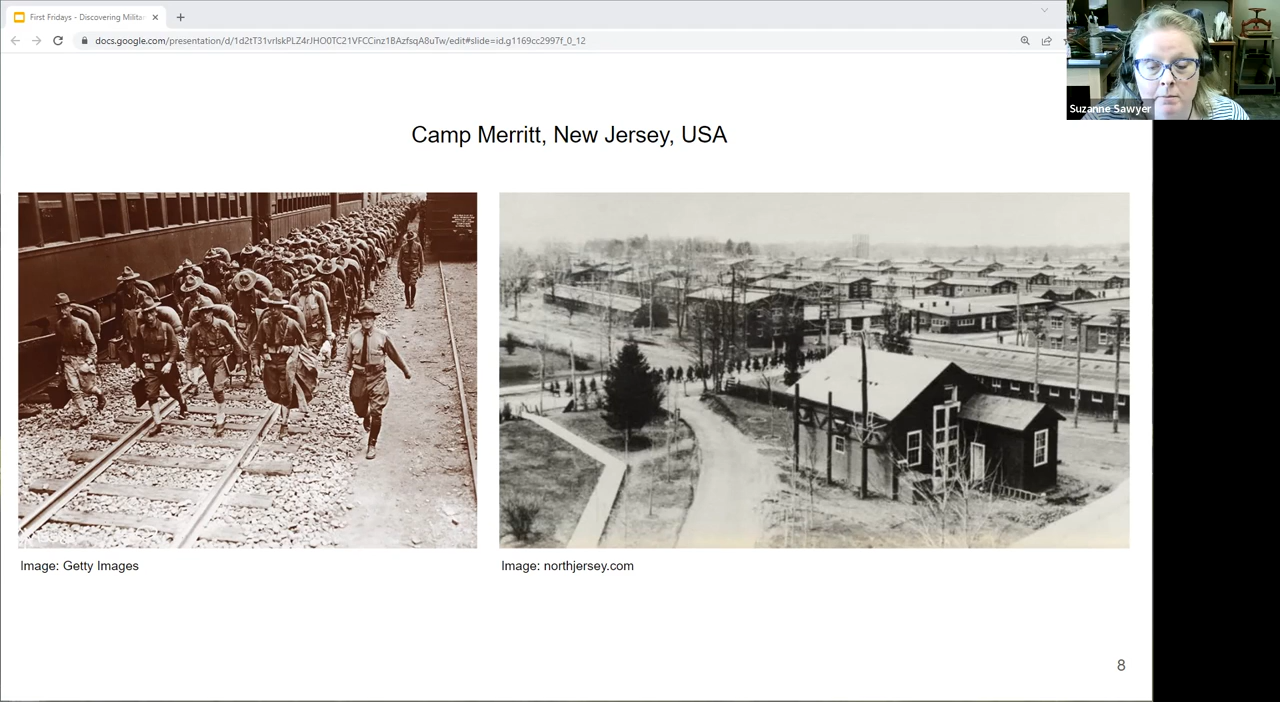 First Fridays - Discovering Milita
docs.google.com/presentation/d/1d2tT31vrlskPLZ4rJHO0TC21VFCCinz1BAzfsqA8uTw/edit#slide=id.g1169cc2997f_0_12
Suzanne Sawyer
Camp Merritt, New Jersey, USA
Image: Getty Images
Image: northjersey.com
8